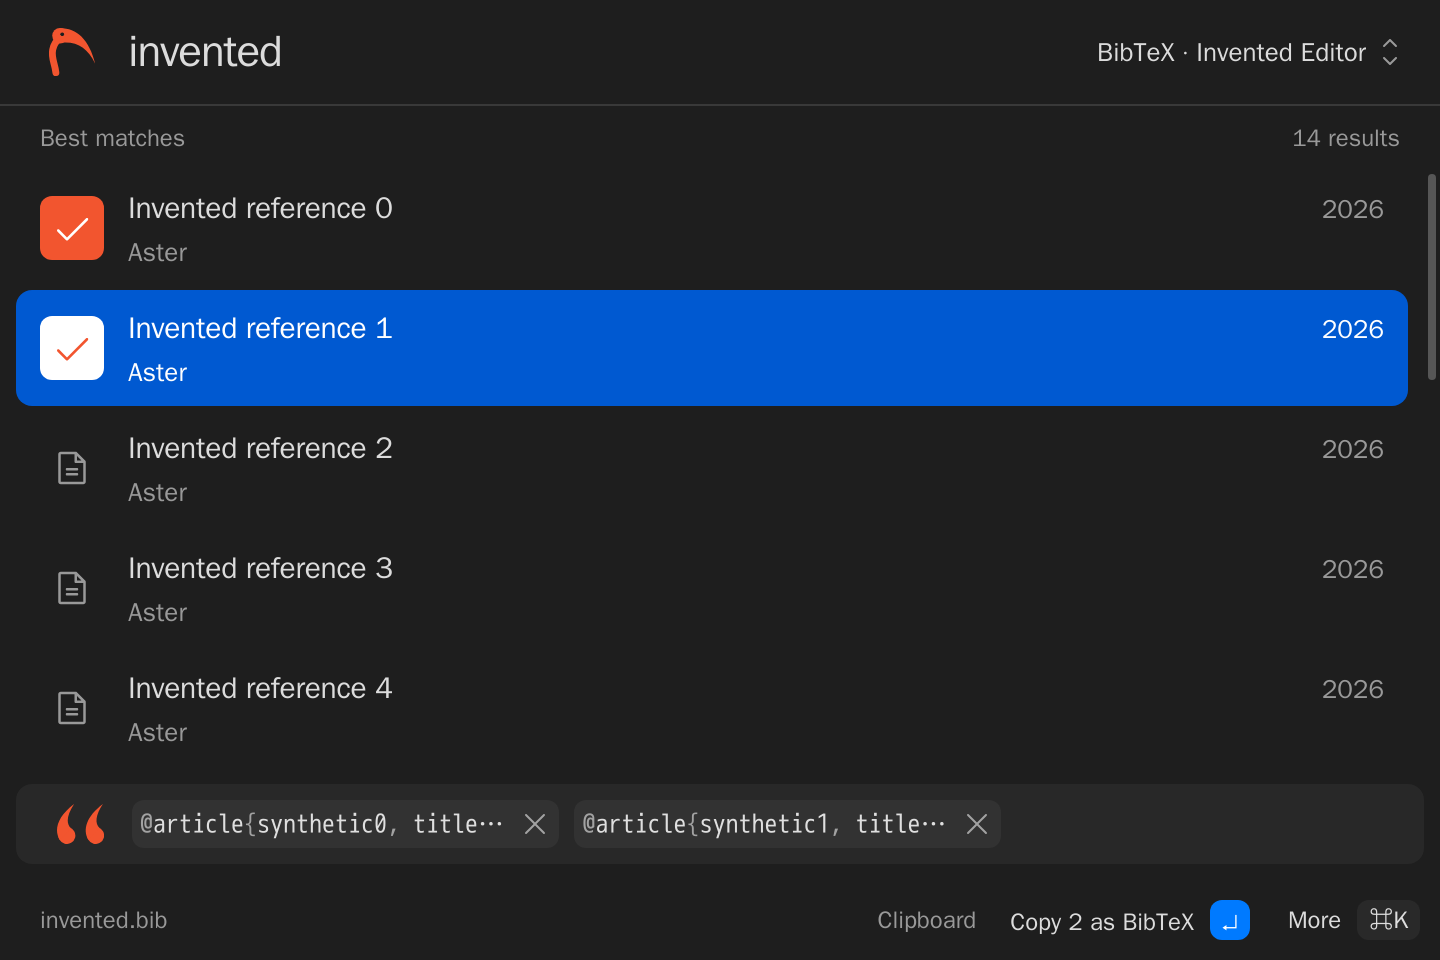 invented
BibTeX · Invented Editor
Best matches
14 results
Invented reference 0
2026
Aster
Invented reference 1
2026
Aster
Invented reference 2
2026
Aster
Invented reference 3
2026
Aster
Invented reference 4
2026
Aster
@article{synthetic0, title···
@article{synthetic1, title···
invented.bib
Clipboard
Copy 2 as BibTeX
More
⌘K